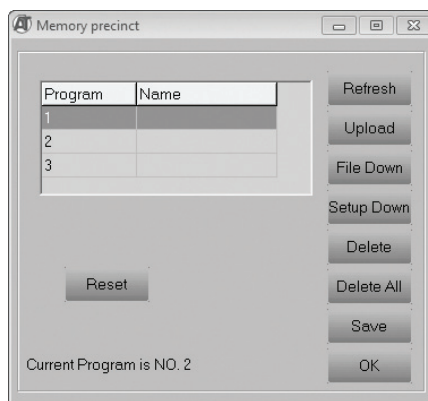 Memory precinct
Program Name
1
2
3
Refresh
Upload
File Down
Setup Down
Delete
Delete All
Save
OK
Reset
Current Program is NO. 2